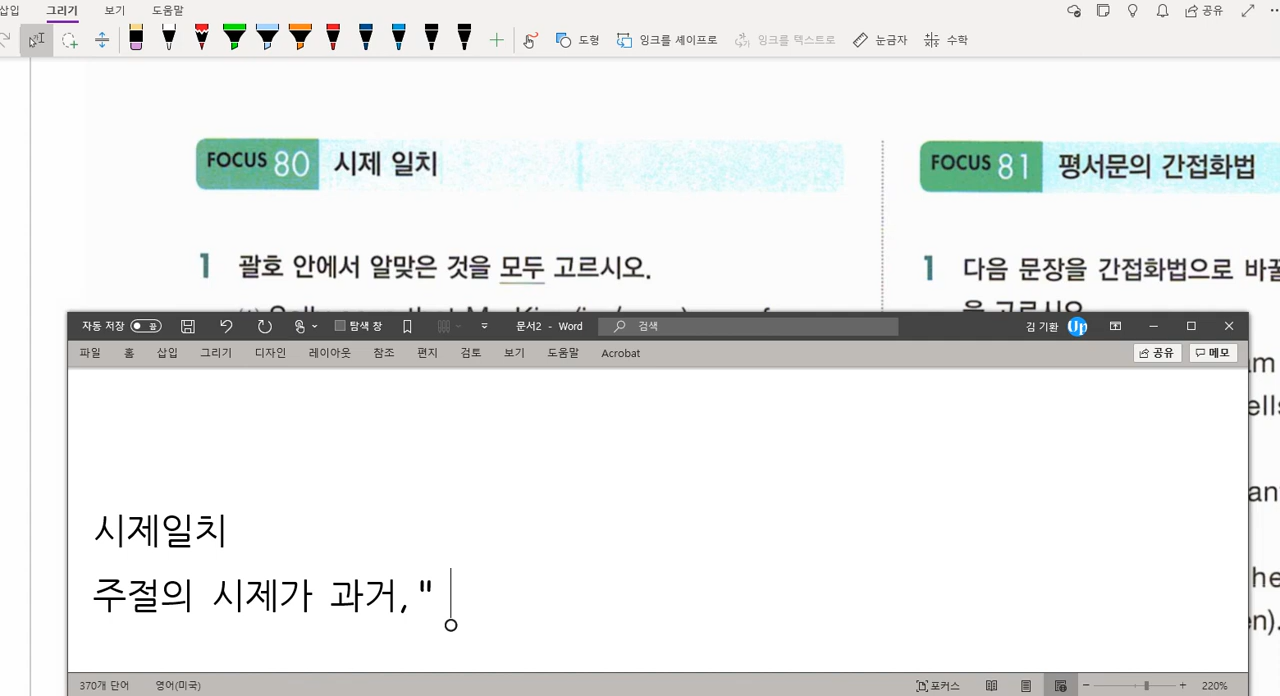 삽입 그리기 보기 도움말
공유
도형 잉크를 셰이프로 잉크를 텍스트로 눈금자 수학
FOCUS 80 시제 일치
1 괄호 안에서 알맞은 것을 모두 고르시오.
FOCUS 81 평서문의 간접화법
1 다음 문장을 간접화법으로 바꿀
을 고르시오
자동 저장 끔 탐색 창 문서2 - Word 검색 김 기환 Up
파일 홈 삽입 그리기 디자인 레이아웃 참조 편지 검토 보기 도움말 Acrobat 공유 메모
시제일치
주절의 시제가 과거,"
370개 단어 영어(미국) 포커스 220%